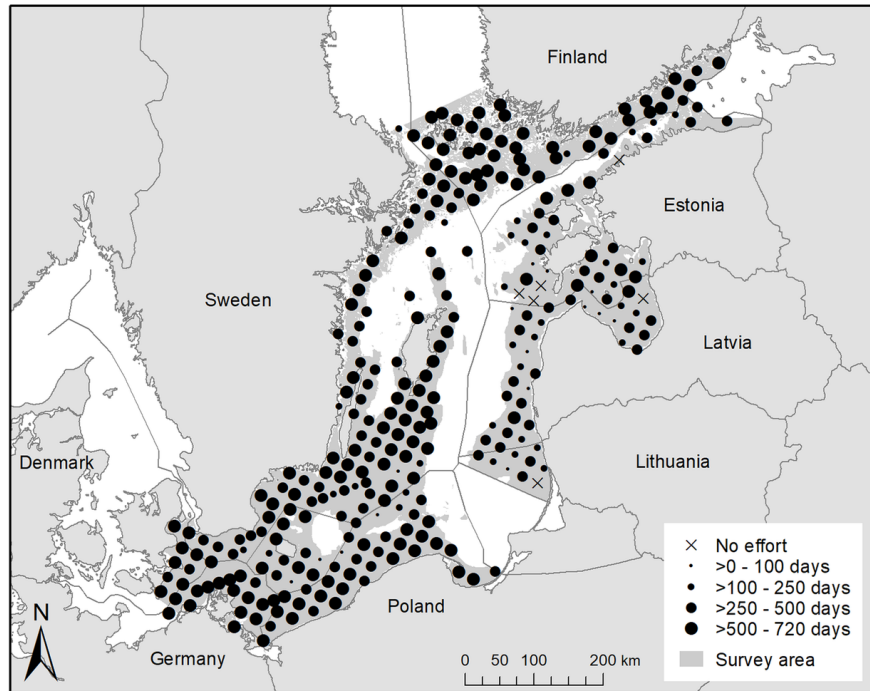 Finland
Estonia
Sweden
Latvia
Denmark
Lithuania
No effort
>0 - 100 days
>100 - 250 days
>250 - 500 days
>500 - 720 days
Survey area
Poland
N
Germany
0 50 100 200 km